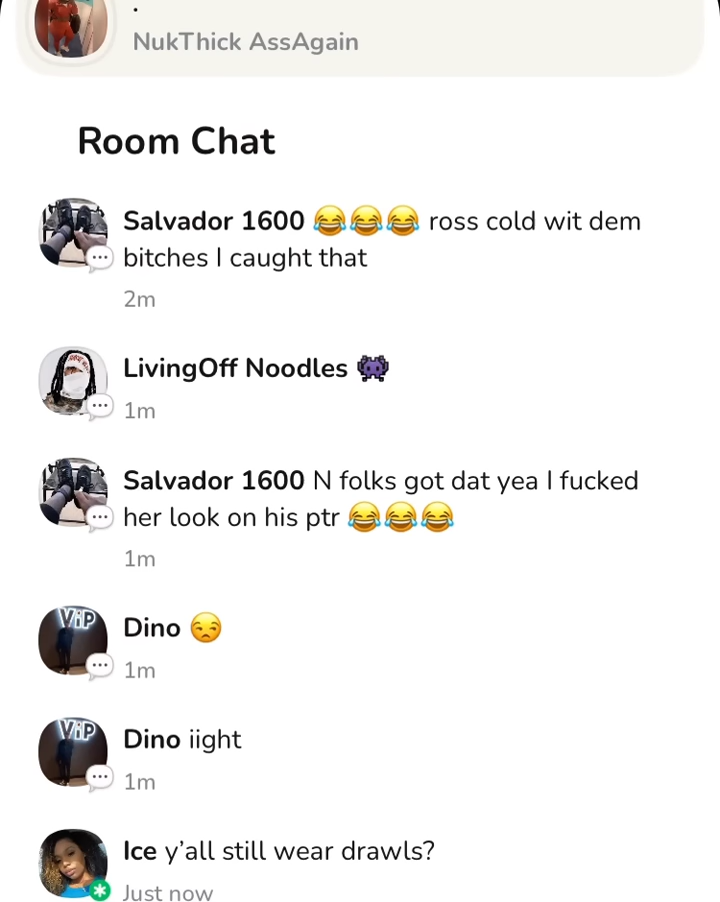 .
NukThick AssAgain
Room Chat
Salvador 1600 😂😂😂 ross cold wit dem
bitches I caught that
2m
LivingOff Noodles 👾
1m
Salvador 1600 N folks got dat yea I fucked
her look on his ptr 😂😂😂
1m
ViP
Dino 😒
1m
ViP
Dino iight
1m
Ice y’all still wear drawls?
Just now